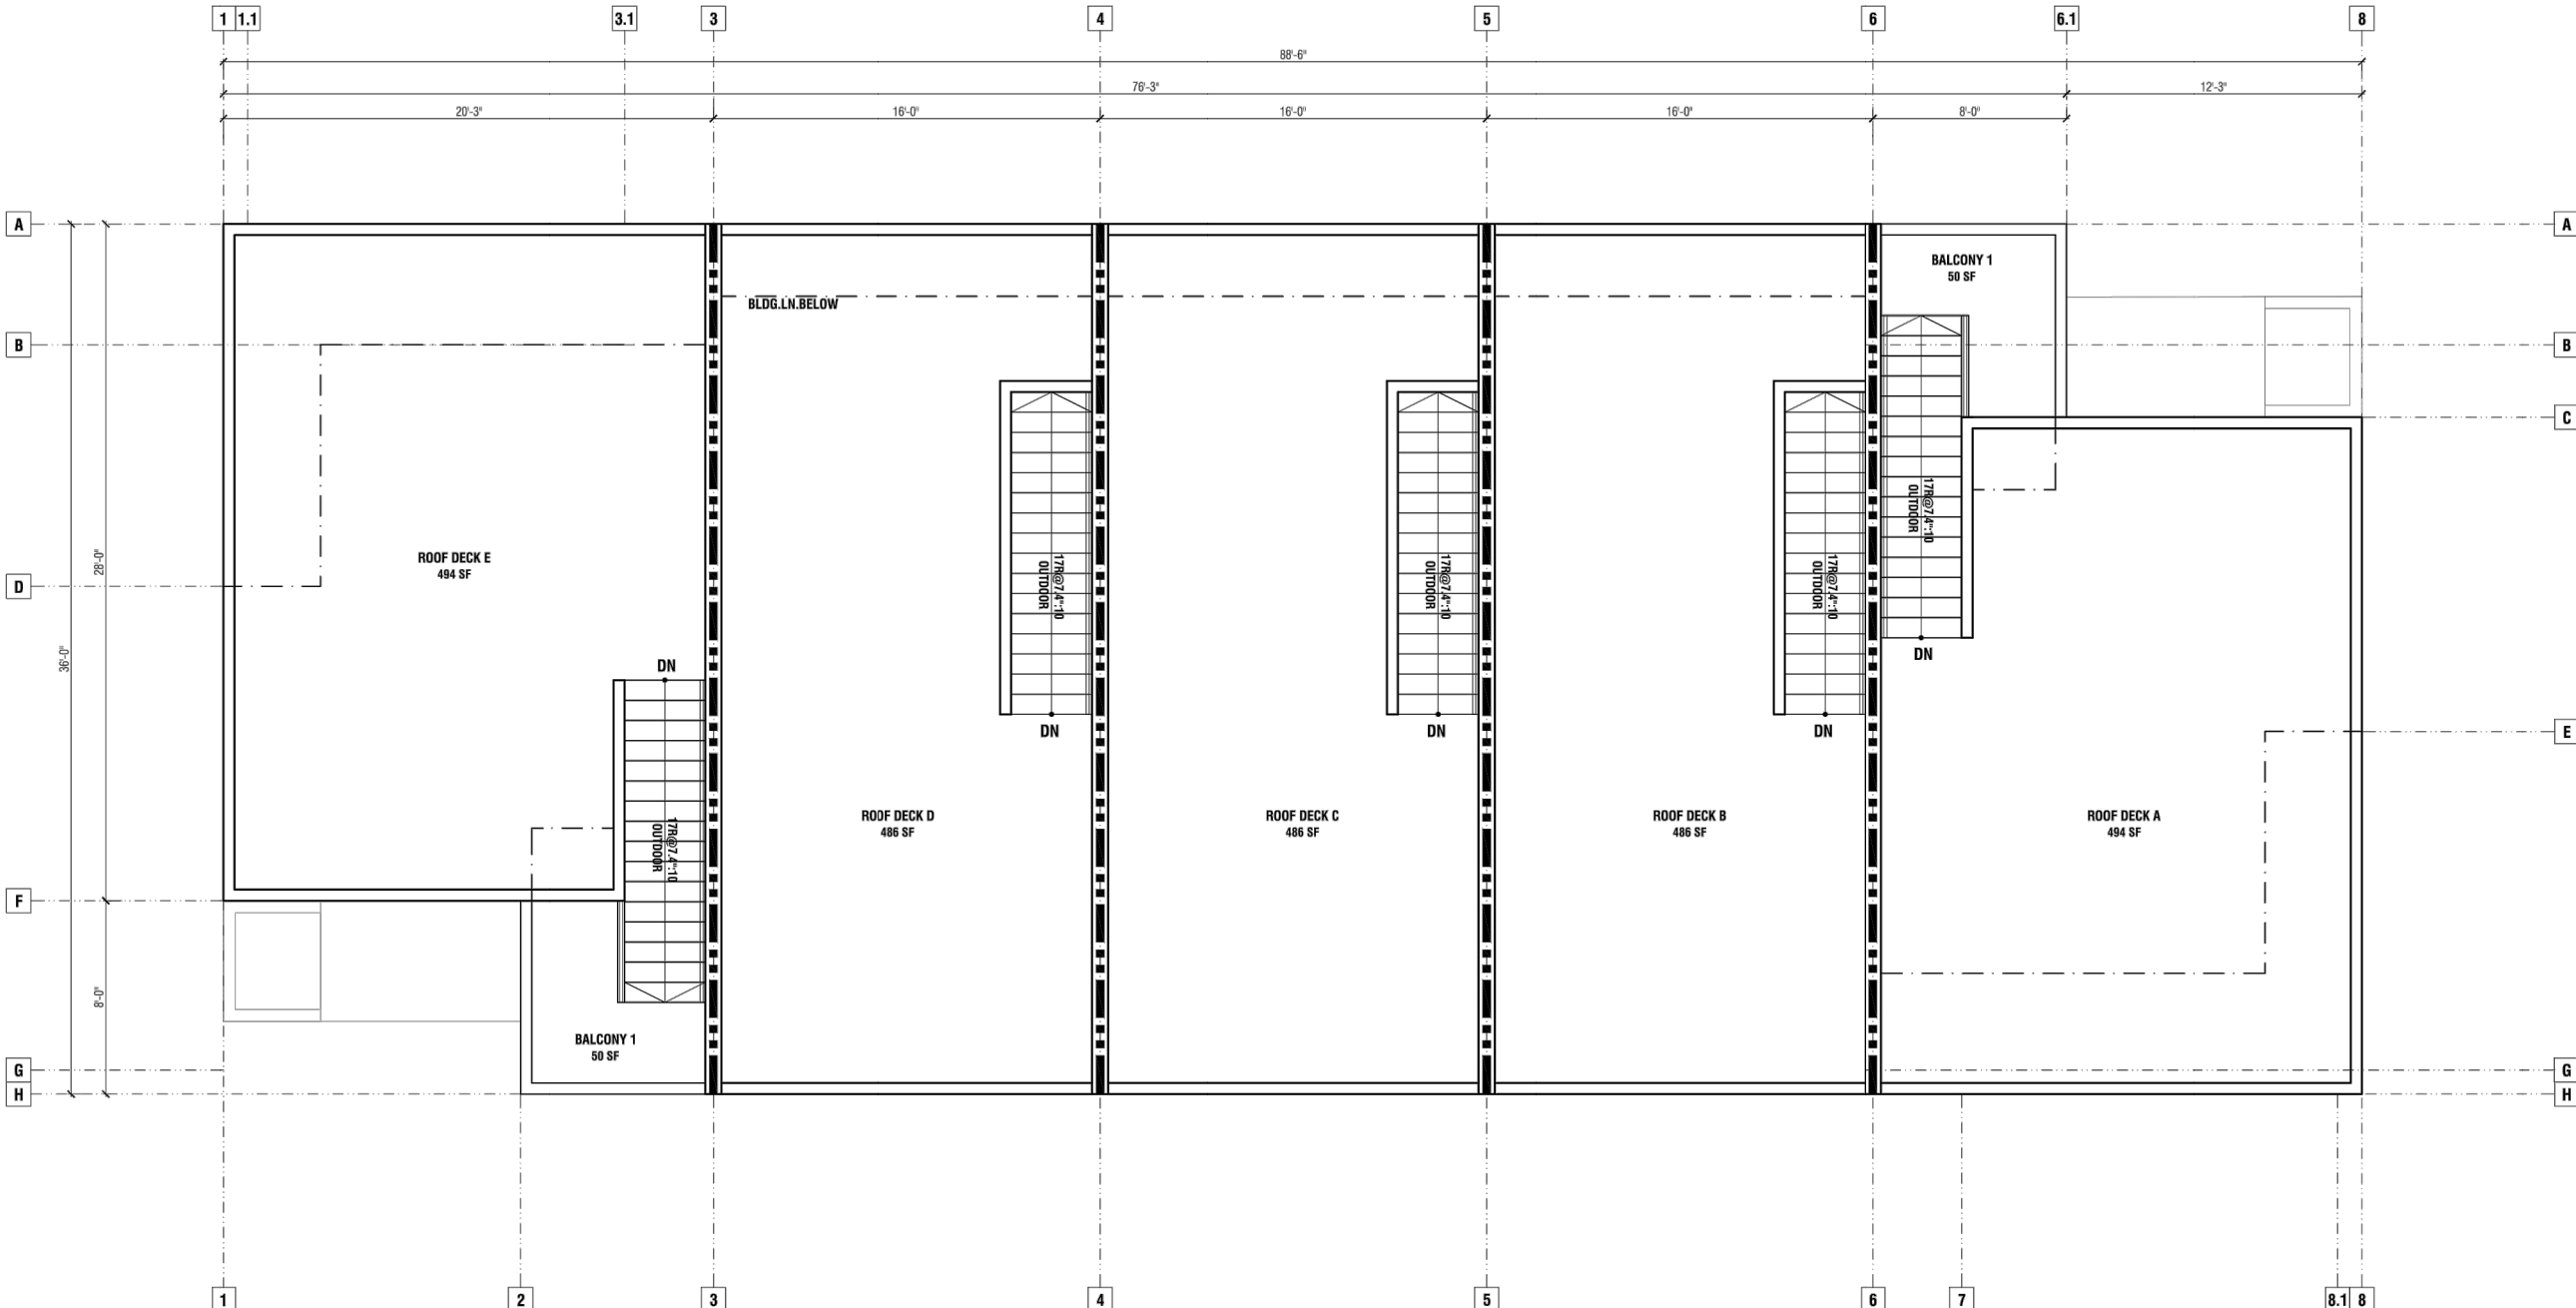 1 1.1 3.1 3 4 5 6 6.1 8
88'-6"
76'-3" 12'-3"
20'-3" 16'-0" 16'-0" 16'-0" 8'-0"
A A
BALCONY 1
50 SF
BLDG.LN.BELOW
B B
C
17R@7.4":10
OUTDOOR
ROOF DECK E
494 SF
28'-0"
17R@7.4":10
OUTDOOR
17R@7.4":10
OUTDOOR
17R@7.4":10
OUTDOOR
D
36'-0"
DN
DN
DN
DN
DN
E
ROOF DECK D
486 SF
ROOF DECK C
486 SF
ROOF DECK B
486 SF
ROOF DECK A
494 SF
17R@7.4":10
OUTDOOR
F
8'-0"
BALCONY 1
50 SF
G G
H H
1 2 3 4 5 6 7 8.1 8